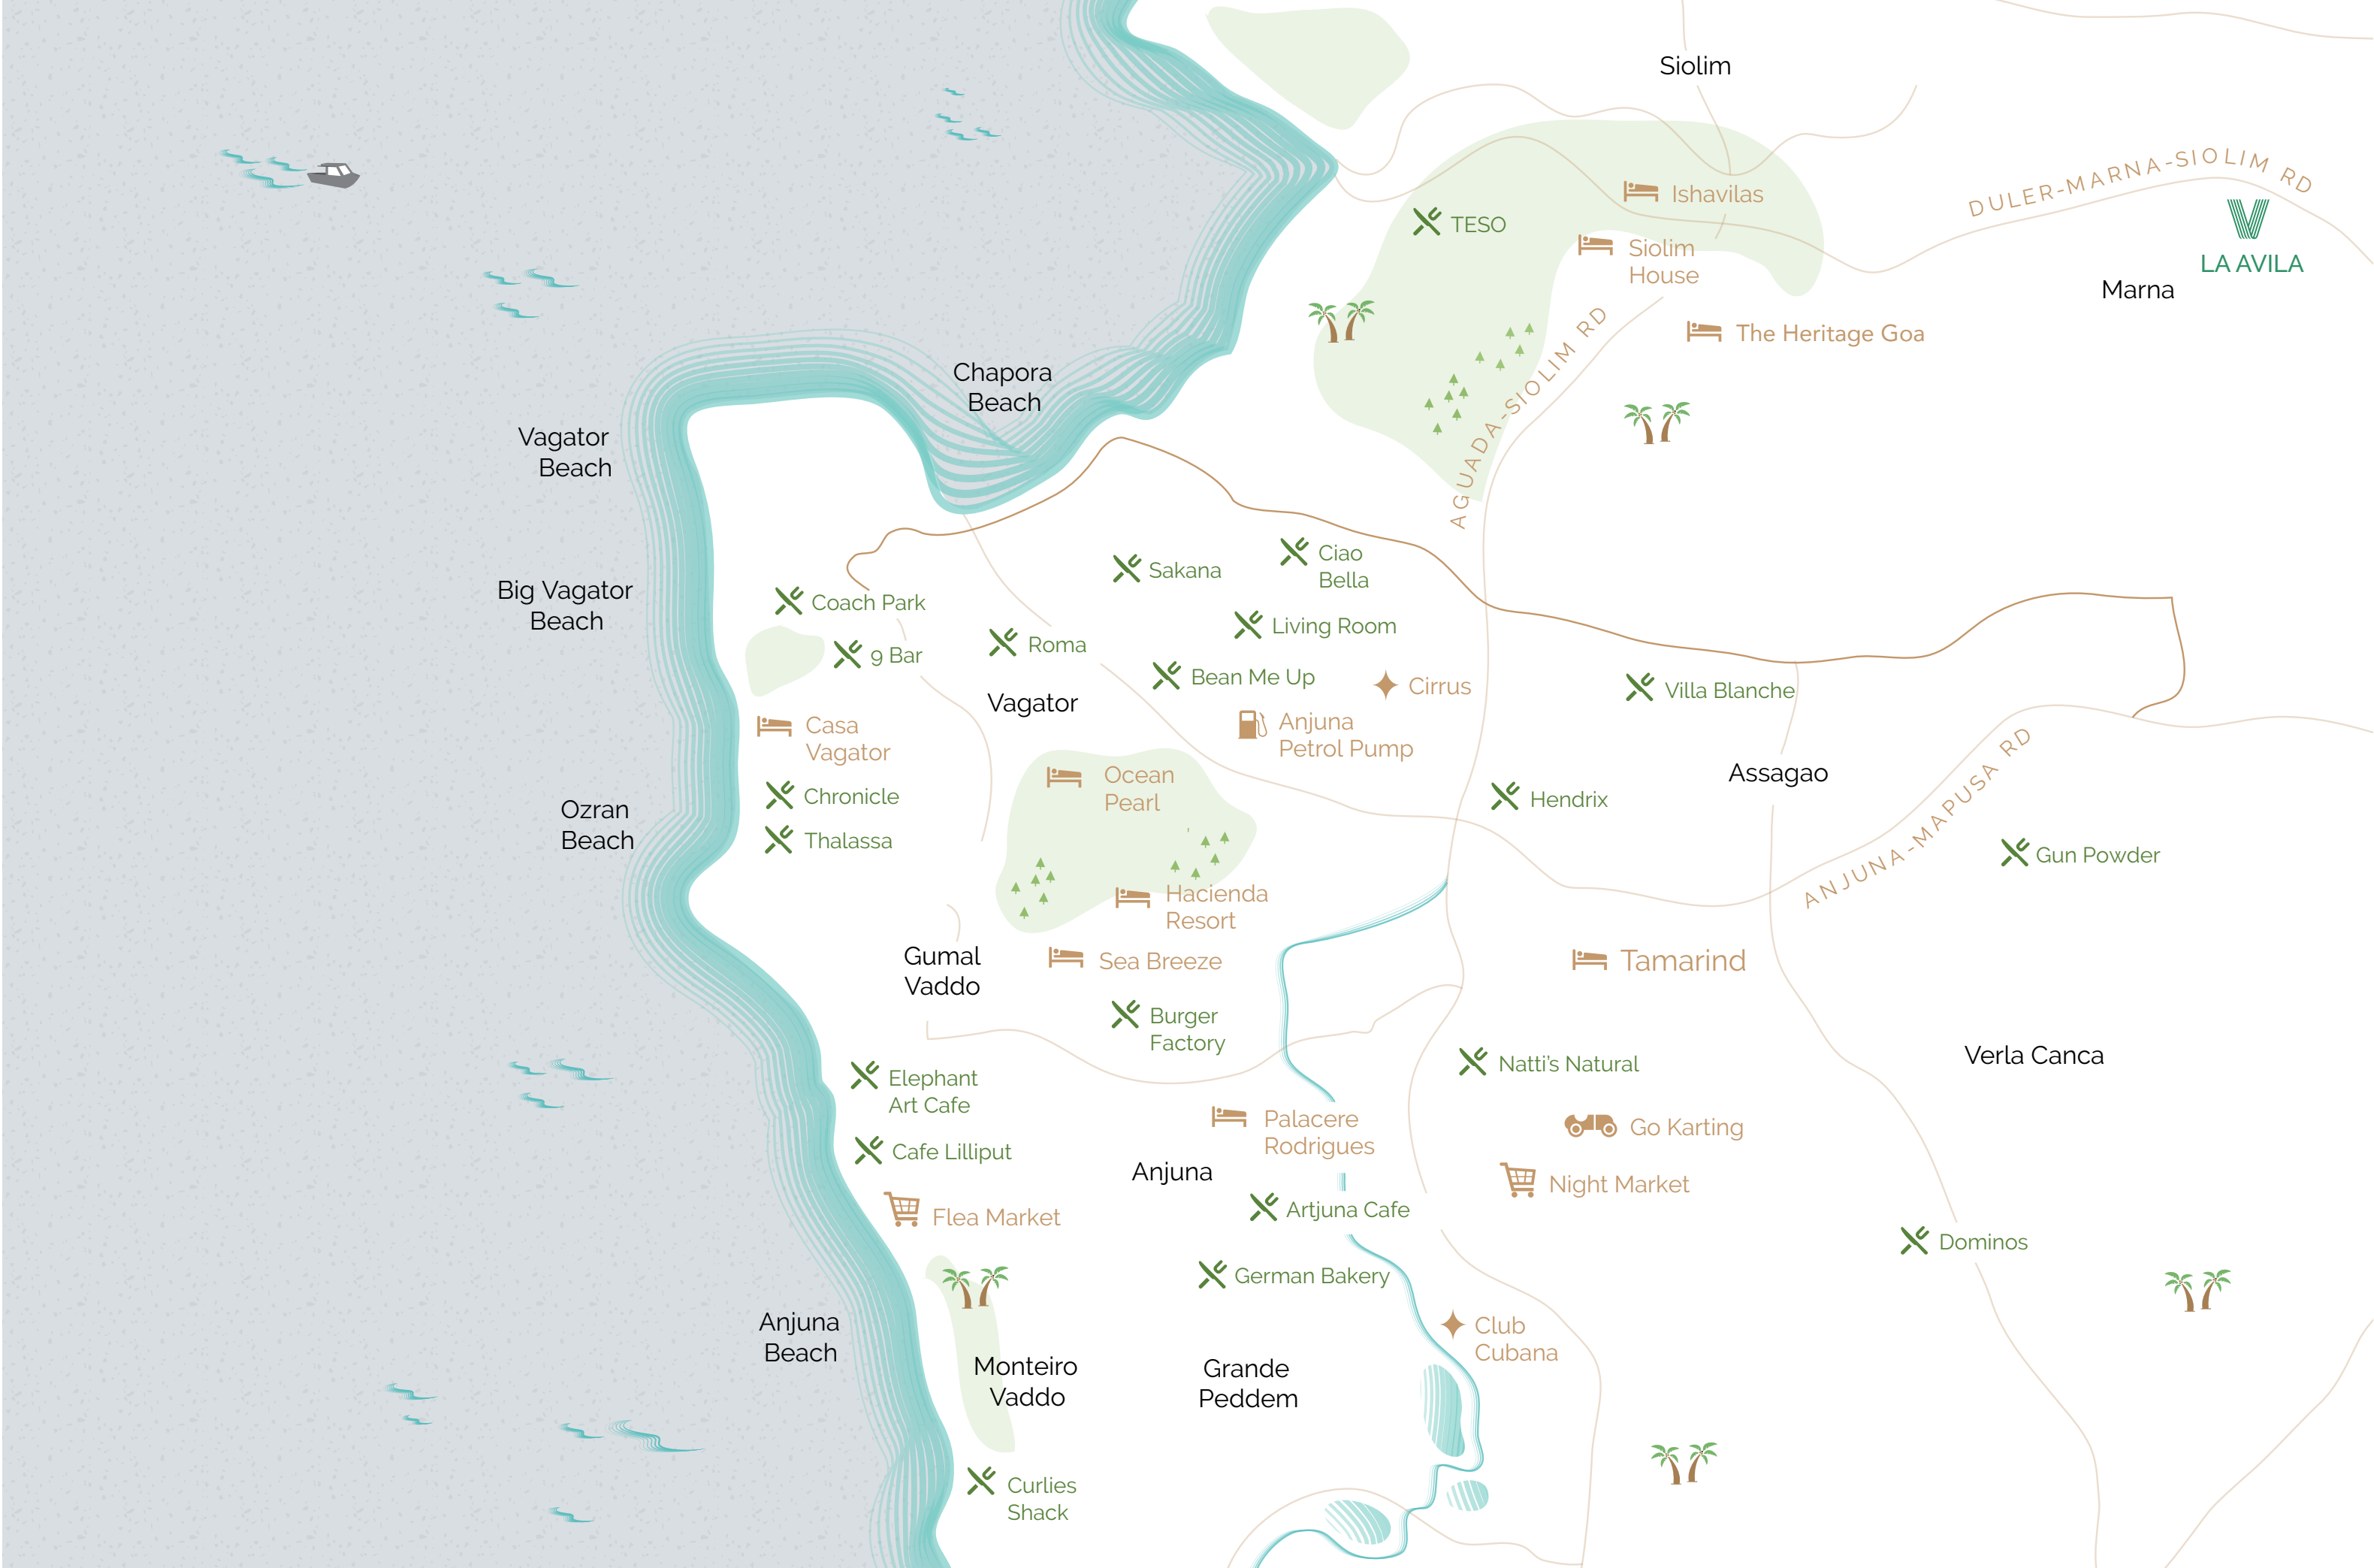 Siolim
DULER-MARNA-SIOLIM RD
Ishavilas
TESO
Siolim
House
LA AVILA
Marna
The Heritage Goa
AGUADA-SIOLIM RD
Chapora
Beach
Vagator
Beach
Big Vagator
Beach
Sakana
Ciao
Bella
Coach Park
Living Room
Roma
9 Bar
Bean Me Up
Cirrus
Villa Blanche
Vagator
Casa
Vagator
Anjuna
Petrol Pump
Ocean
Pearl
Assagao
ANJUNA-MAPUSA RD
Chronicle
Hendrix
Ozran
Beach
Thalassa
Gun Powder
Hacienda
Resort
Gumal
Vaddo
Sea Breeze
Tamarind
Burger
Factory
Verla Canca
Natti's Natural
Elephant
Art Cafe
Palacere
Rodrigues
Go Karting
Cafe Lilliput
Anjuna
Night Market
Flea Market
Artjuna Cafe
Dominos
German Bakery
Anjuna
Beach
Club
Cubana
Monteiro
Vaddo
Grande
Peddem
Curlies
Shack